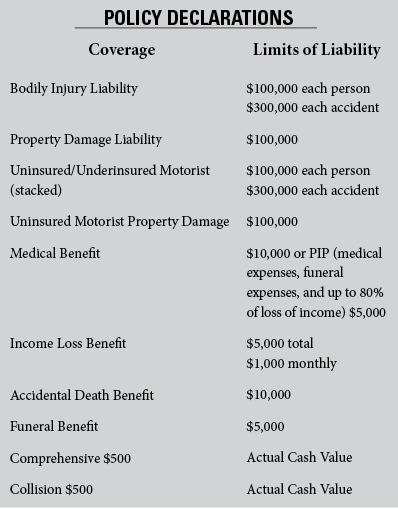 POLICY DECLARATIONS
Coverage Limits of Liability
Bodily Injury Liability $100,000 each person
$300,000 each accident
Property Damage Liability $100,000
Uninsured/Underinsured Motorist $100,000 each person
(stacked) $300,000 each accident
Uninsured Motorist Property Damage $100,000
Medical Benefit $10,000 or PIP (medical
expenses, funeral
expenses, and up to 80%
of loss of income) $5,000
Income Loss Benefit $5,000 total
$1,000 monthly
Accidental Death Benefit $10,000
Funeral Benefit $5,000
Comprehensive $500 Actual Cash Value
Collision $500 Actual Cash Value